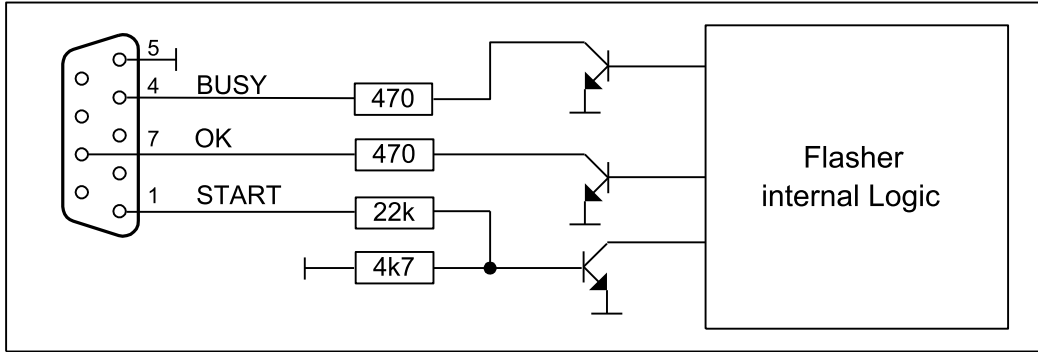 5
4 BUSY 470
7 OK 470
1 START 22k
4k7
Flasher
internal Logic